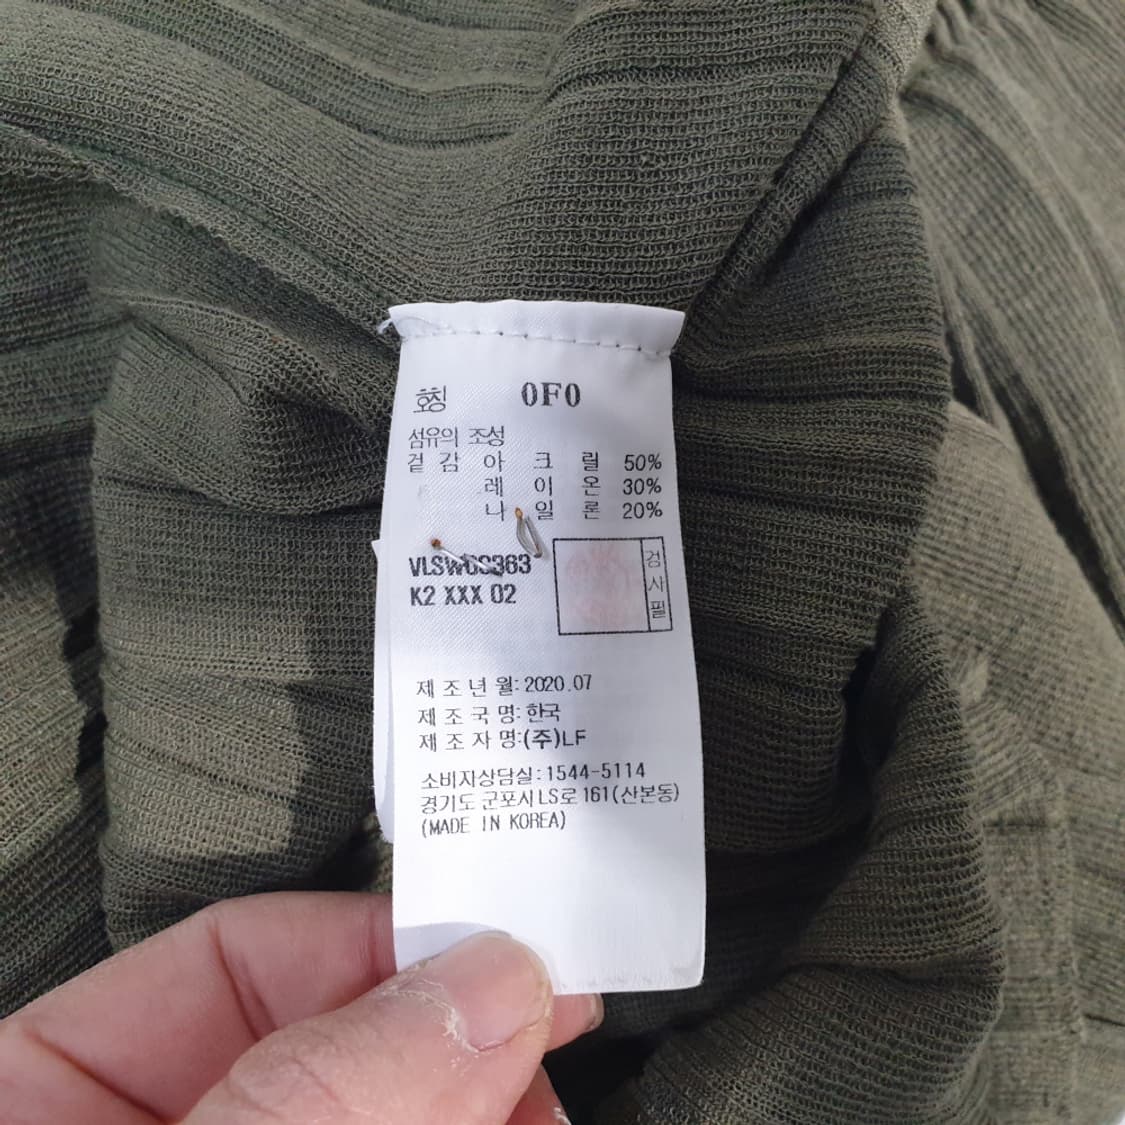 호칭 0F0
섬유의 조성
겉감 아크릴 50%
레이온 30%
나일론 20%
K2 XXX 02
검사필
제조년월: 2020.07
제조국명: 한국
제조자명:(주)LF
소비자상담실: 1544-5114
경기도 군포시 LS로 161(산본동)
(MADE IN KOREA)